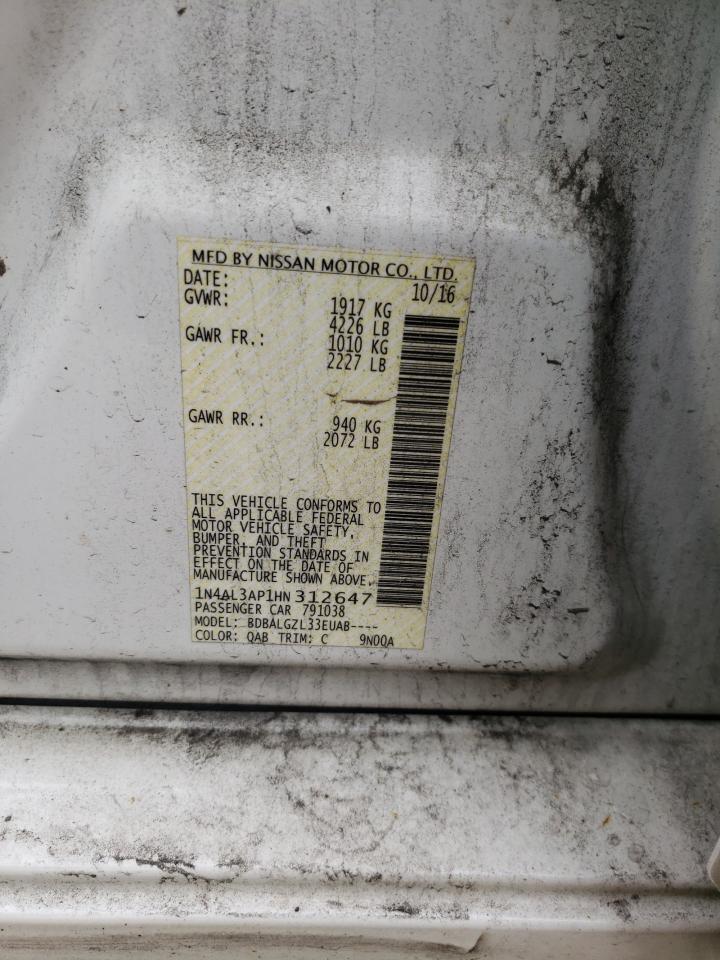 MFD BY NISSAN MOTOR CO., LTD.
DATE: 10/16
GVWR: 1917 KG
4226 LB
GAWR FR.: 1010 KG
2227 LB
GAWR RR.: 940 KG
2072 LB
THIS VEHICLE CONFORMS TO
ALL APPLICABLE FEDERAL
MOTOR VEHICLE SAFETY,
BUMPER, AND THEFT
PREVENTION STANDARDS IN
EFFECT ON THE DATE OF
MANUFACTURE SHOWN ABOVE.
1N4AL3AP1HN312647
PASSENGER CAR 791038
MODEL: BDBALGZL33EUAB----
COLOR: QAB TRIM: C 9N00A